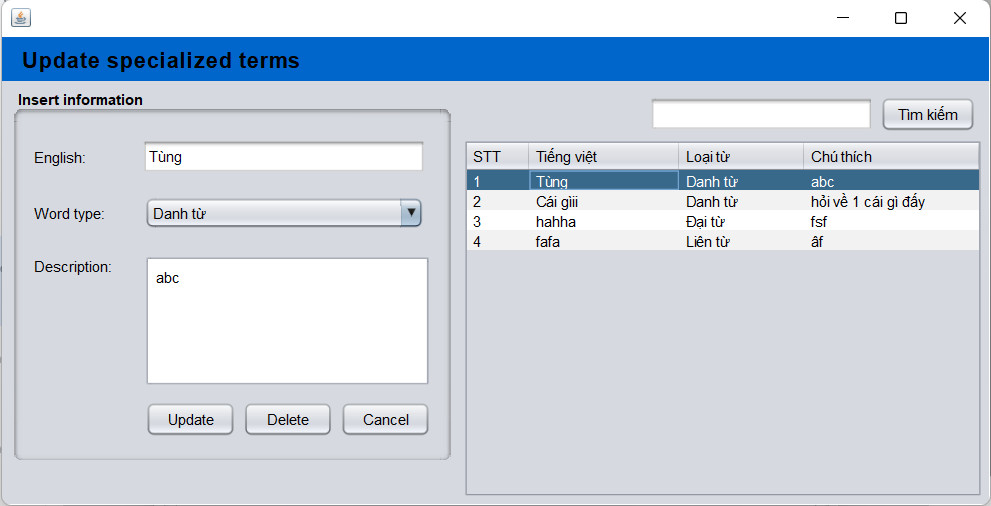 Update specialized terms
Insert information
English:
Tùng
Word type:
Danh từ
Description:
abc
Update Delete Cancel
Tìm kiếm
STT Tiếng việt Loại từ Chú thích
1 Tùng Danh từ abc
2 Cái gìii Danh từ hỏi về 1 cái gì đấy
3 hahha Đại từ fsf
4 fafa Liên từ âf